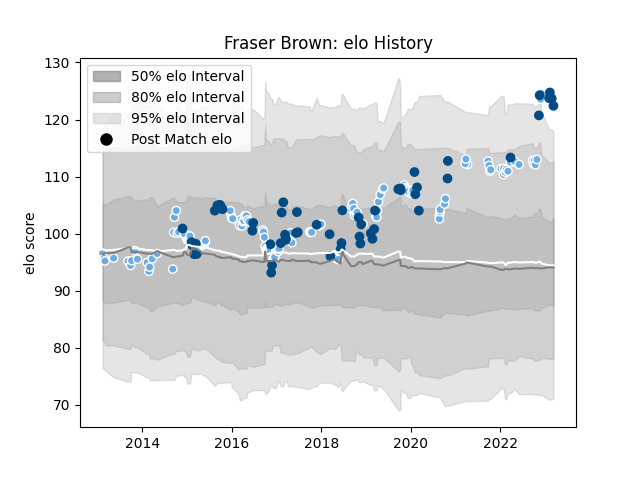 Fraser Brown: elo History
50% elo Interval
80% elo Interval
95% elo Interval
Post Match elo
elo score
130
120
110
100
90
80
70
2014
2016
2018
2020
2022